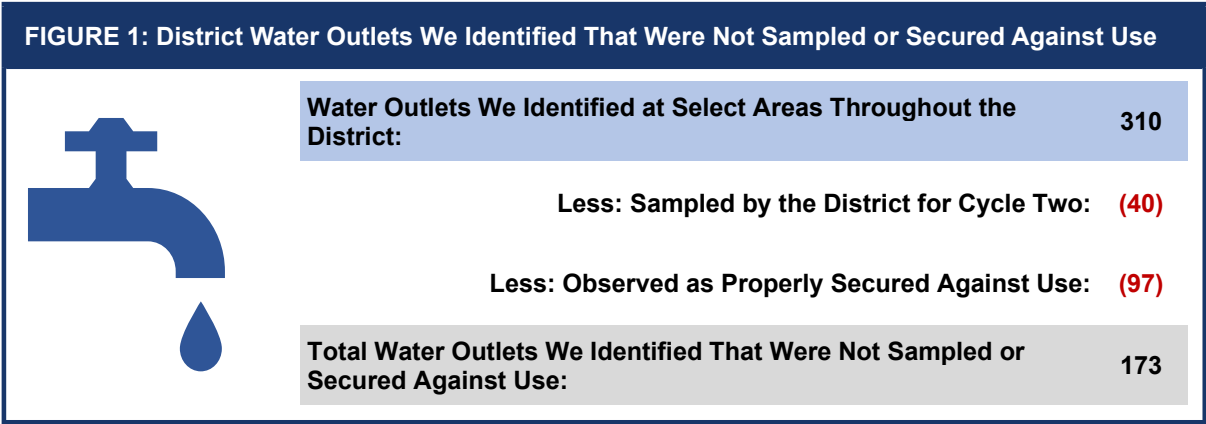 FIGURE 1: District Water Outlets We Identified That Were Not Sampled or Secured Against Use
Water Outlets We Identified at Select Areas Throughout the
District:
310
Less: Sampled by the District for Cycle Two:
(40)
Less: Observed as Properly Secured Against Use:
(97)
Total Water Outlets We Identified That Were Not Sampled or
Secured Against Use:
173